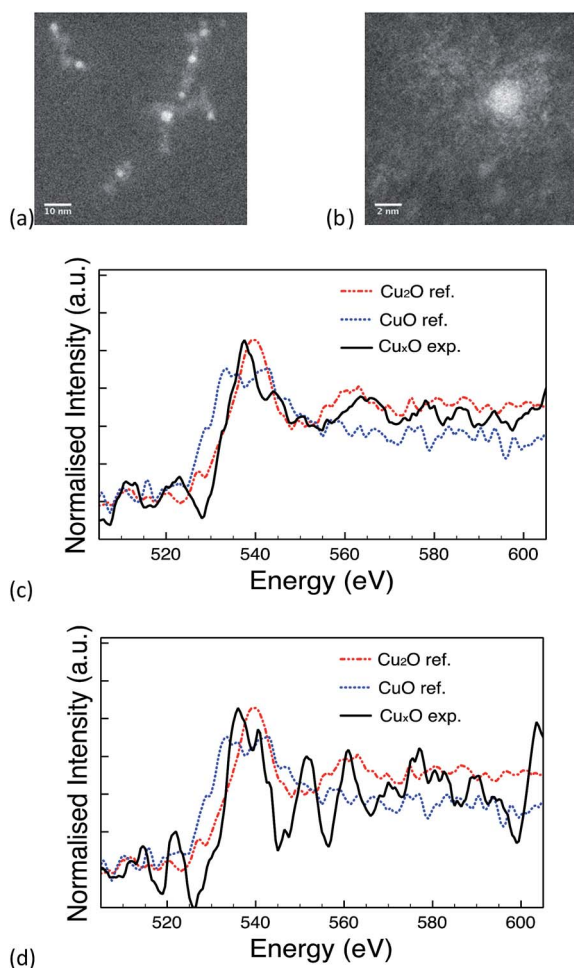 10 nm
2 nm
(a)
(b)
Normalised Intensity (a.u.)
Cu₂O ref.
CuO ref.
CuₓO exp.
520 540 560 580 600
Energy (eV)
(c)
Normalised Intensity (a.u.)
Cu₂O ref.
CuO ref.
CuₓO exp.
520 540 560 580 600
Energy (eV)
(d)